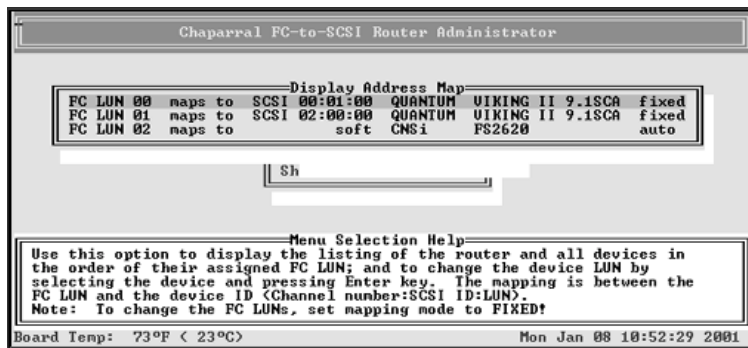 Chaparral FC-to-SCSI Router Administrator
Display Address Map
FC LUN 00 maps to SCSI 00:01:00 QUANTUM VIKING II 9.1SCA fixed
FC LUN 01 maps to SCSI 02:00:00 QUANTUM VIKING II 9.1SCA fixed
FC LUN 02 maps to soft CNSi FS2620 auto
Sh
Menu Selection Help
Use this option to display the listing of the router and all devices in
the order of their assigned FC LUN; and to change the device LUN by
selecting the device and pressing Enter key. The mapping is between the
FC LUN and the device ID (Channel number:SCSI ID:LUN).
Note: To change the FC LUNs, set mapping mode to FIXED!
Board Temp: 73ºF ( 23ºC) Mon Jan 08 10:52:29 2001